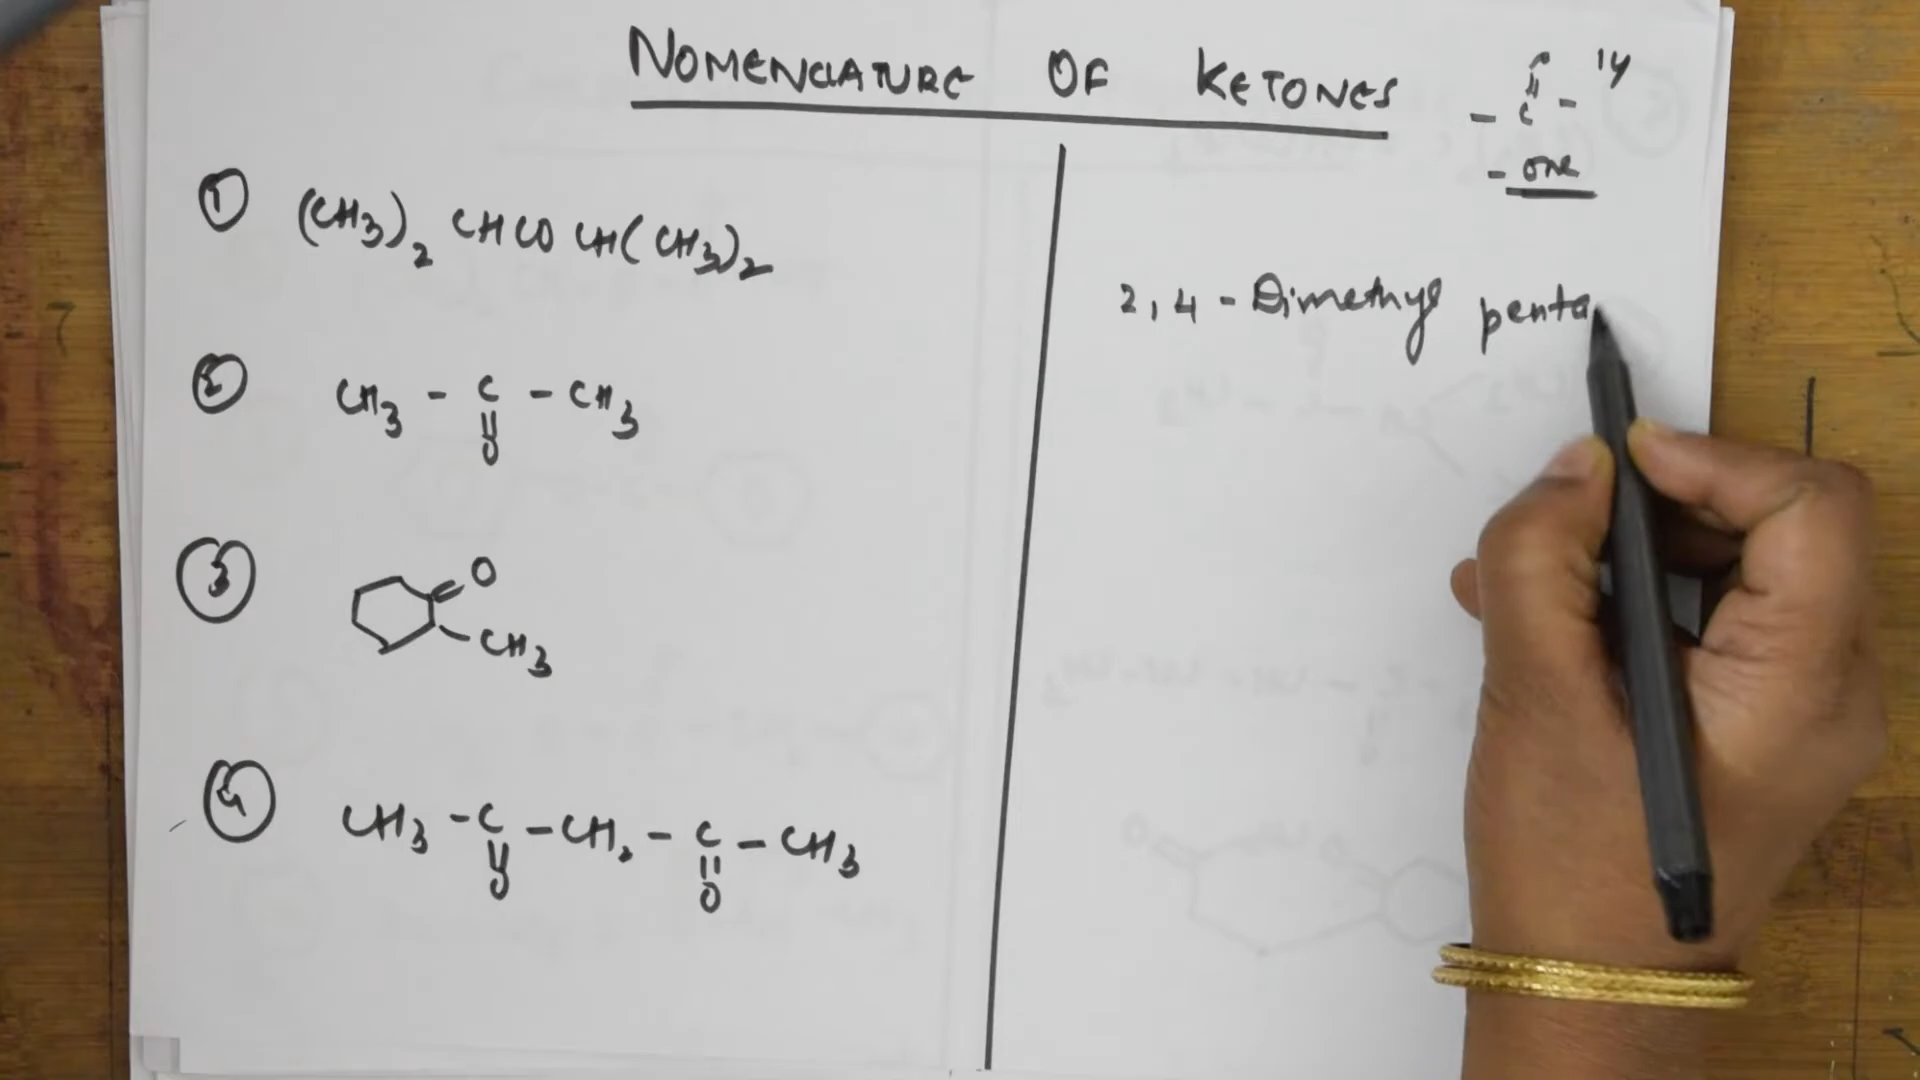 NOMENCLATURE OF KETONES
- C -
- one
① (CH3)2 CHCO CH(CH3)2
2,4 - Dimethyl penta
② CH3 - C - CH3
O
③ O
CH3
④ CH3 - C - CH2 - C - CH3
O O